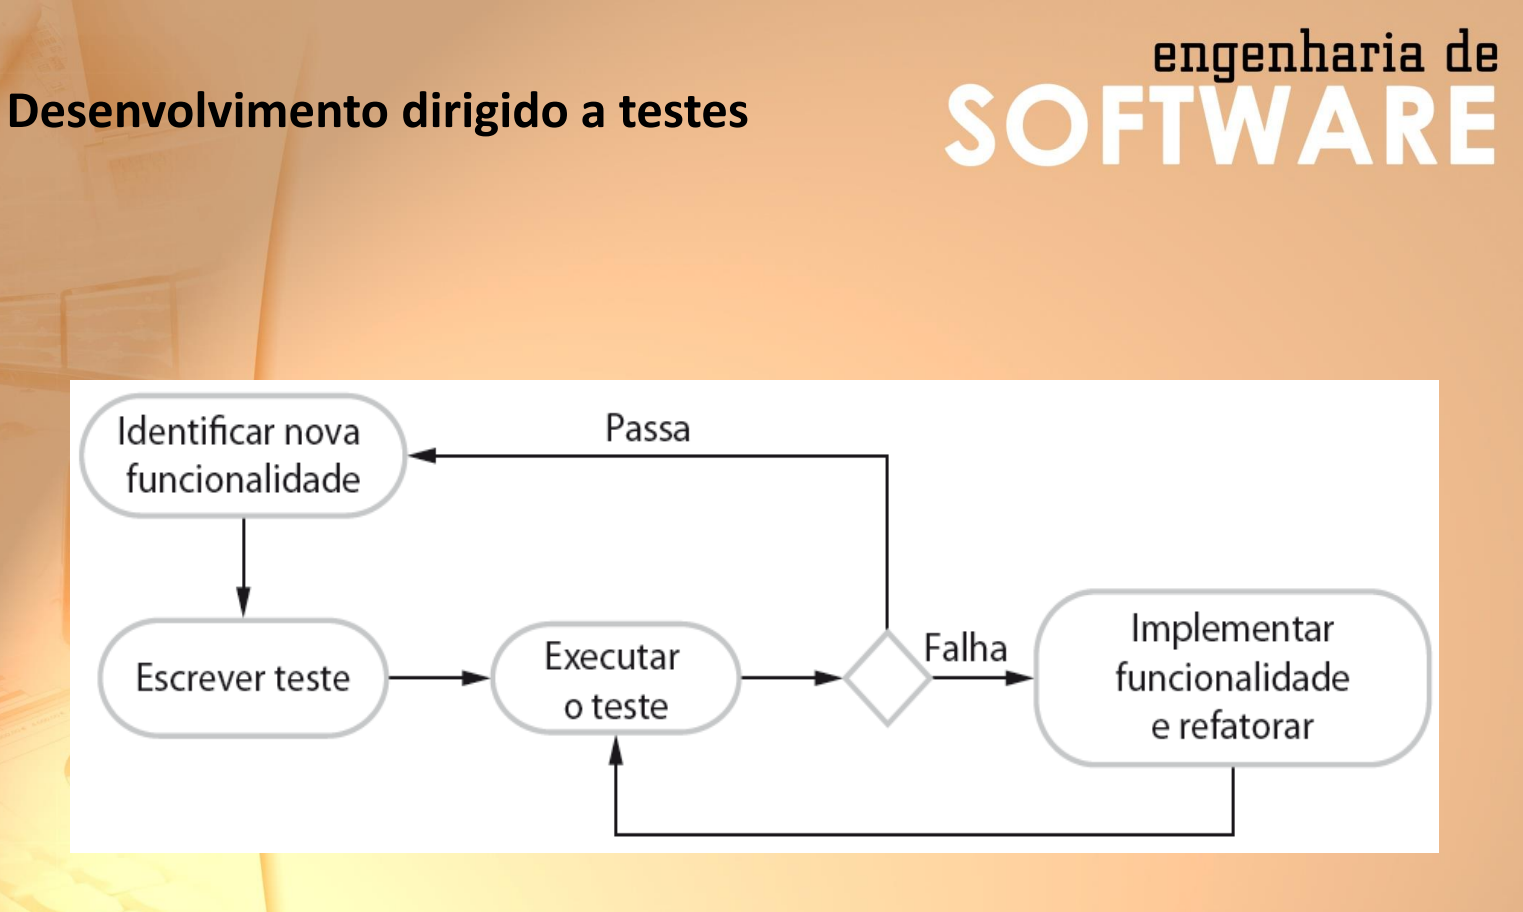 engenharia de
SOFTWARE
Desenvolvimento dirigido a testes
Identificar nova
funcionalidade
Passa
Escrever teste
Executar
o teste
Falha
Implementar
funcionalidade
e refatorar